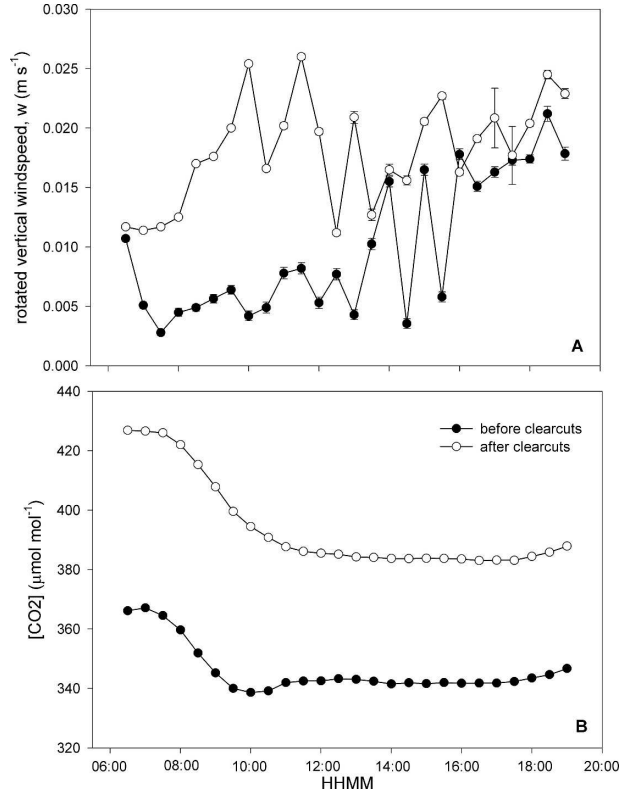 0.030
0.025
0.020
0.015
0.010
0.005
0.000
rotated vertical windspeed, w (m s⁻¹)
A
440
420
400
380
360
340
320
[CO2] (μmol mol⁻¹)
before clearcuts
after clearcuts
B
06:00 08:00 10:00 12:00 14:00 16:00 18:00 20:00
HHMM